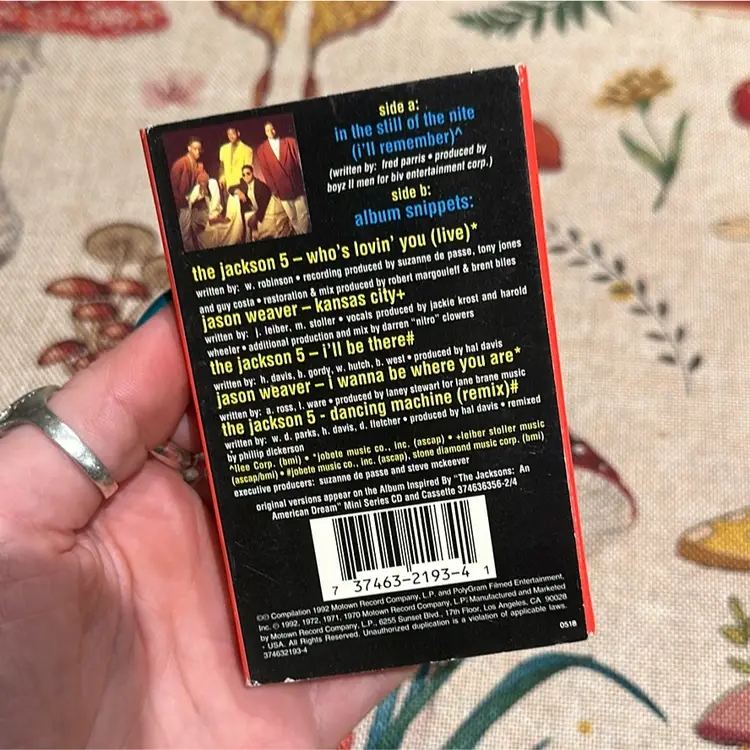 side a:
in the still of the nite
(i'll remember)^
(written by: fred parris • produced by
boyz II men for biv entertainment corp.)
side b:
album snippets:
the jackson 5 – who's lovin' you (live)*
written by: w. robinson • recording produced by suzanne de passe, tony jones
and guy costa • restoration & mix produced by robert margouleff & brent biles
jason weaver – kansas city+
written by: j. leiber, m. stoller • vocals produced by jackie krost and harold
wheeler • additional production and mix by darren "nitro" clowers
the jackson 5 – i'll be there#
written by: h. davis, b. gordy, w. hutch, b. west • produced by hal davis
jason weaver – i wanna be where you are*
written by: a. ross, l. ware • produced by laney stewart for lane brane music
the jackson 5 - dancing machine (remix)#
written by: w. d. parks, h. davis, d. fletcher • produced by hal davis • remixed
by phillip dickerson
^llee Corp. (bmi) • *jobete music co., inc. (ascap) • +leiber stoller music
(ascap/bmi) • #jobete music co., inc. (ascap), stone diamond music corp. (bmi)
executive producers: suzanne de passe and steve mckeever
original versions appear on the Album Inspired By "The Jacksons: An
American Dream" Mini Series CD and Cassette 374636356-2/4
7 37463-2193-4 1
©℗ Compilation 1992 Motown Record Company, L.P. and PolyGram Filmed Entertainment,
Inc. ℗ 1992, 1972, 1971, 1970 Motown Record Company, L.P. Manufactured and Marketed
by Motown Record Company, L.P., 6255 Sunset Blvd., 17th Floor, Los Angeles, CA 90028
- USA. All Rights Reserved. Unauthorized duplication is a violation of applicable laws.
374632193-4
0518